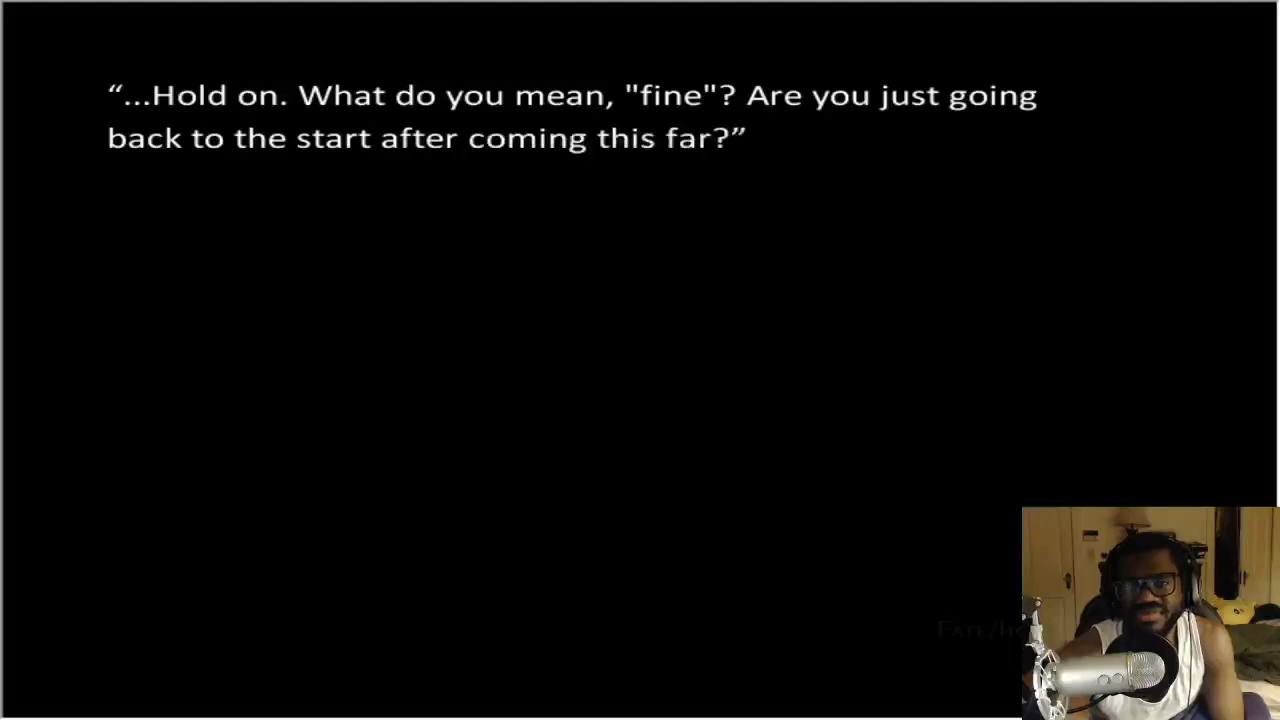 “...Hold on. What do you mean, "fine"? Are you just going
back to the start after coming this far?”